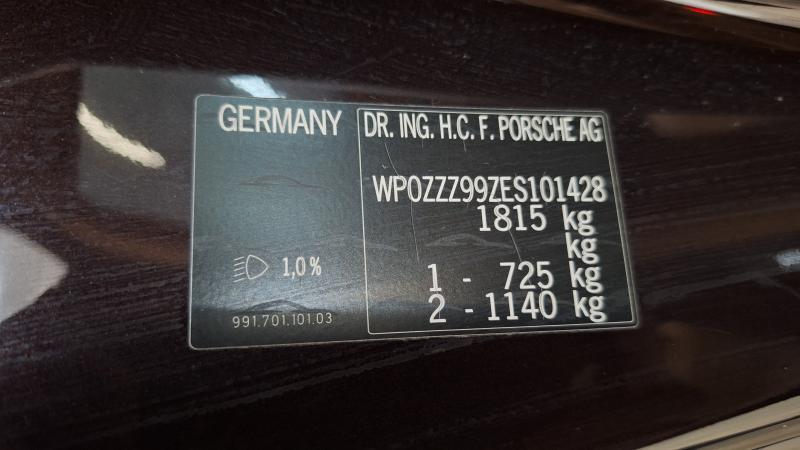 GERMANY
DR. ING. H.C. F. PORSCHE AG
WP0ZZZ99ZES101428
1815 kg
kg
1 - 725 kg
2 - 1140 kg
1,0 %
991.701.101.03